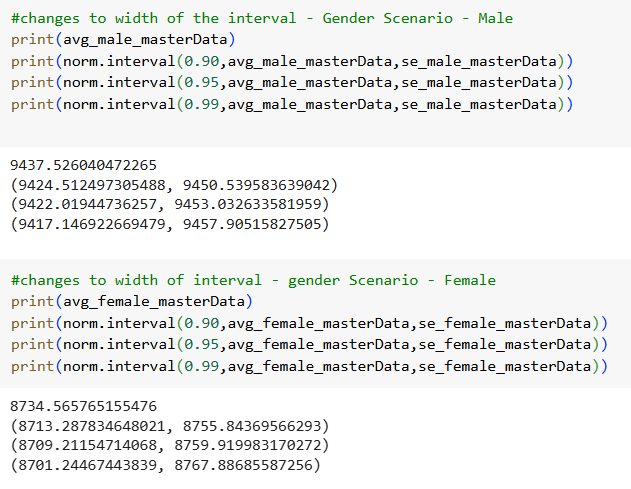 #changes to width of the interval - Gender Scenario - Male
print(avg_male_masterData)
print(norm.interval(0.90,avg_male_masterData,se_male_masterData))
print(norm.interval(0.95,avg_male_masterData,se_male_masterData))
print(norm.interval(0.99,avg_male_masterData,se_male_masterData))
9437.526040472265
(9424.512497305488, 9450.539583639042)
(9422.01944736257, 9453.032633581959)
(9417.146922669479, 9457.90515827505)
#changes to width of interval - gender Scenario - Female
print(avg_female_masterData)
print(norm.interval(0.90,avg_female_masterData,se_female_masterData))
print(norm.interval(0.95,avg_female_masterData,se_female_masterData))
print(norm.interval(0.99,avg_female_masterData,se_female_masterData))
8734.565765155476
(8713.287834648021, 8755.84369566293)
(8709.21154714068, 8759.919983170272)
(8701.24467443839, 8767.88685587256)